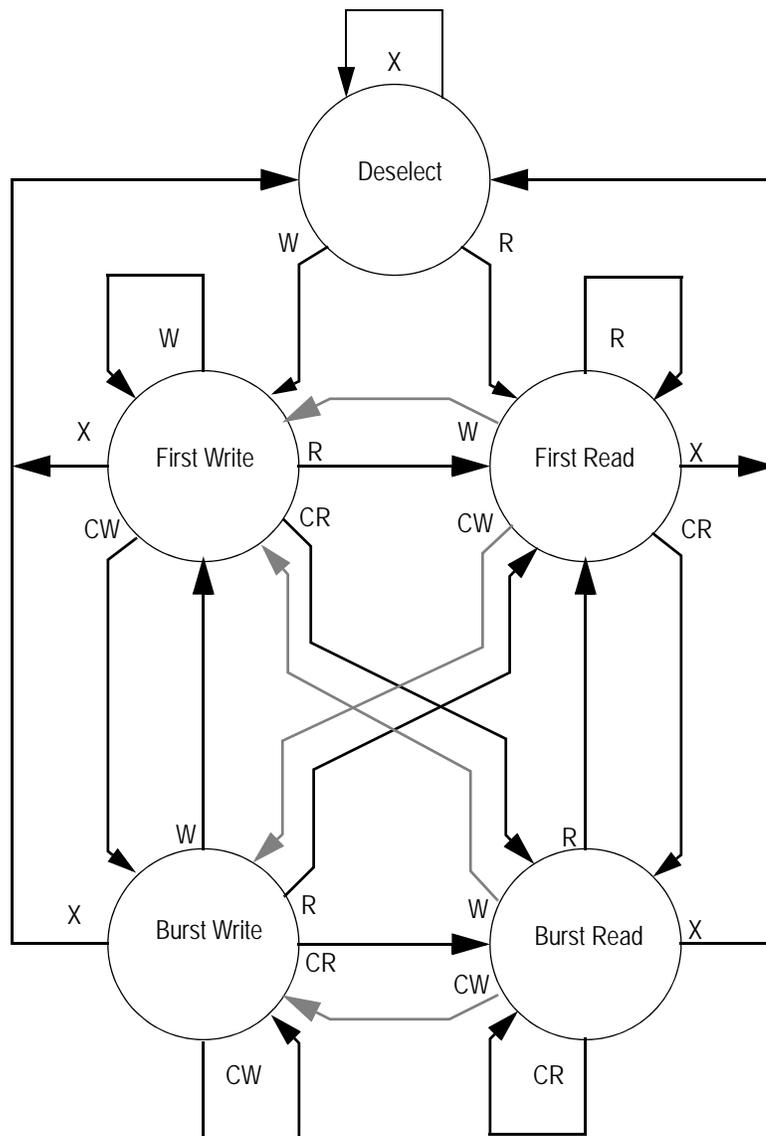 X
Deselect
W
R
W
R
X
W
First Write
R
First Read
X
CW
CR
CW
CR
W
R
X
R
W
Burst Write
Burst Read
X
CR
CW
CW
CR